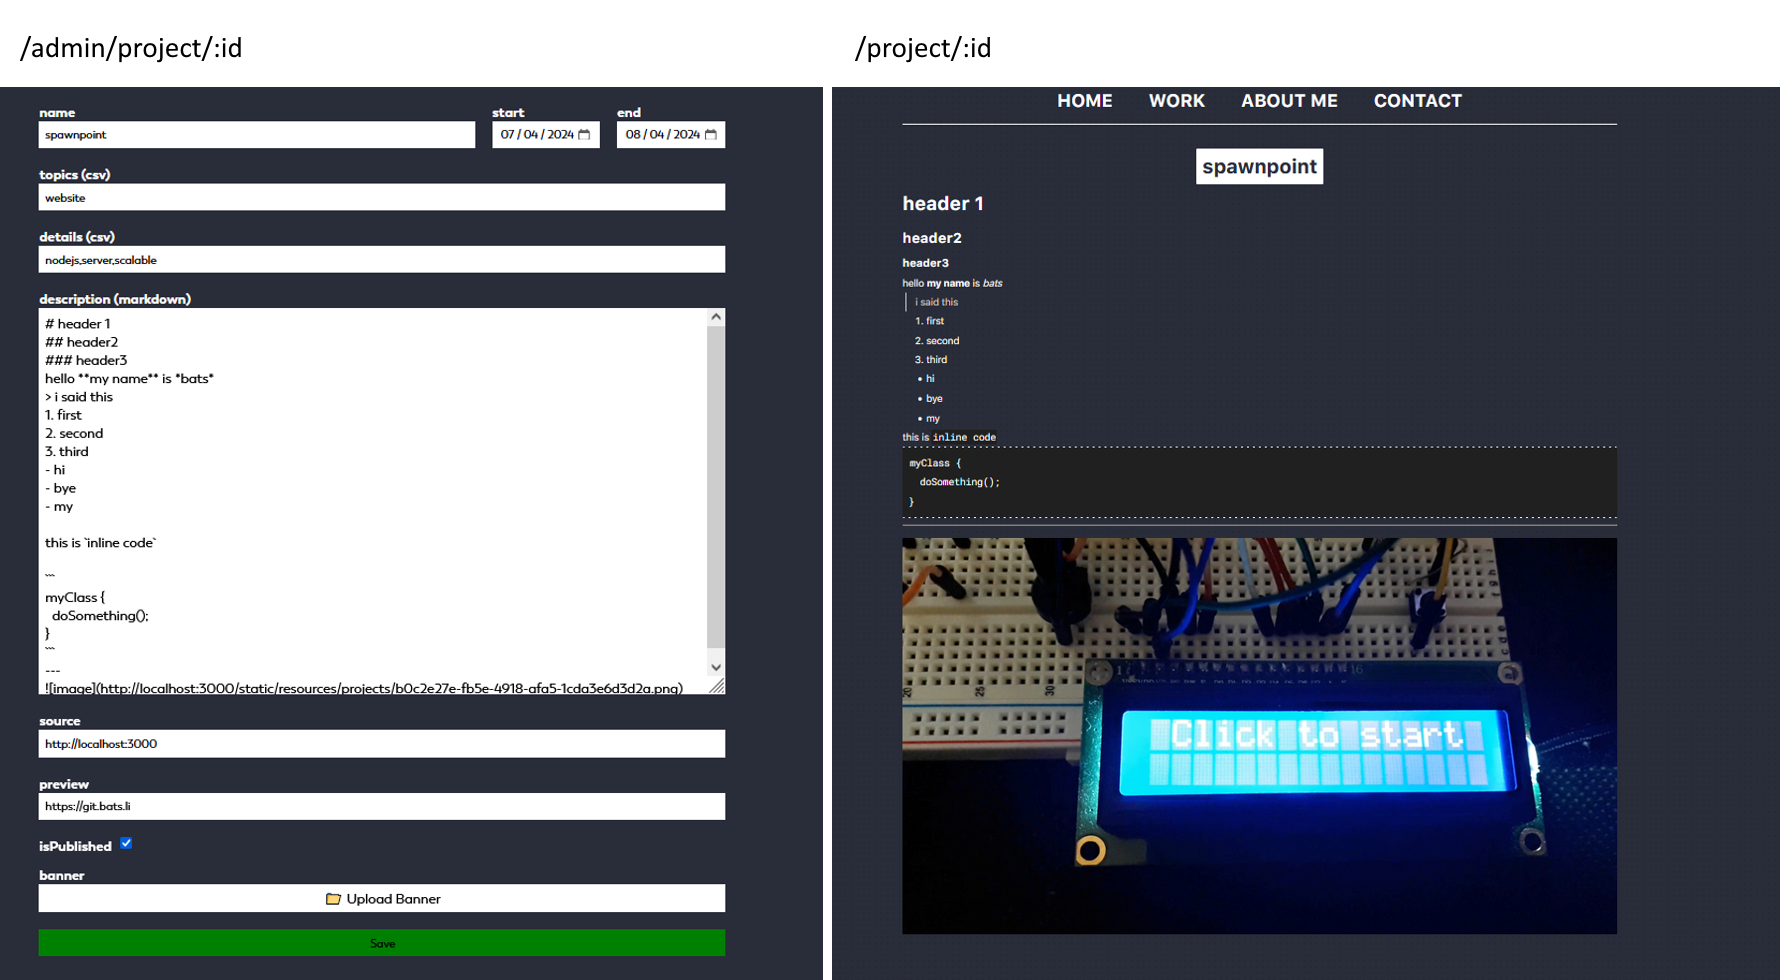 /admin/project/:id
name
spawnpoint
start
07/04/2024
end
08/04/2024
topics (csv)
website
details (csv)
nodejs,server,scalable
description (markdown)
# header 1
## header2
### header3
hello **my name** is *bats*
> i said this
1. first
2. second
3. third
- hi
- bye
- my
this is `inline code`
```
myClass {
doSomething();
}
```
---
![image](http://localhost:3000/static/resources/projects/b0c2e27e-fb5e-4918-afa5-1cda3e6d3d2a.png)
source
http://localhost:3000
preview
https://git.bats.li
isPublished
banner
Upload Banner
Save
/project/:id
HOME WORK ABOUT ME CONTACT
spawnpoint
header 1
header2
header3
hello my name is bats
i said this
1. first
2. second
3. third
• hi
• bye
• my
this is inline code
myClass {
doSomething();
}
1
16
20
25
30
Click to start